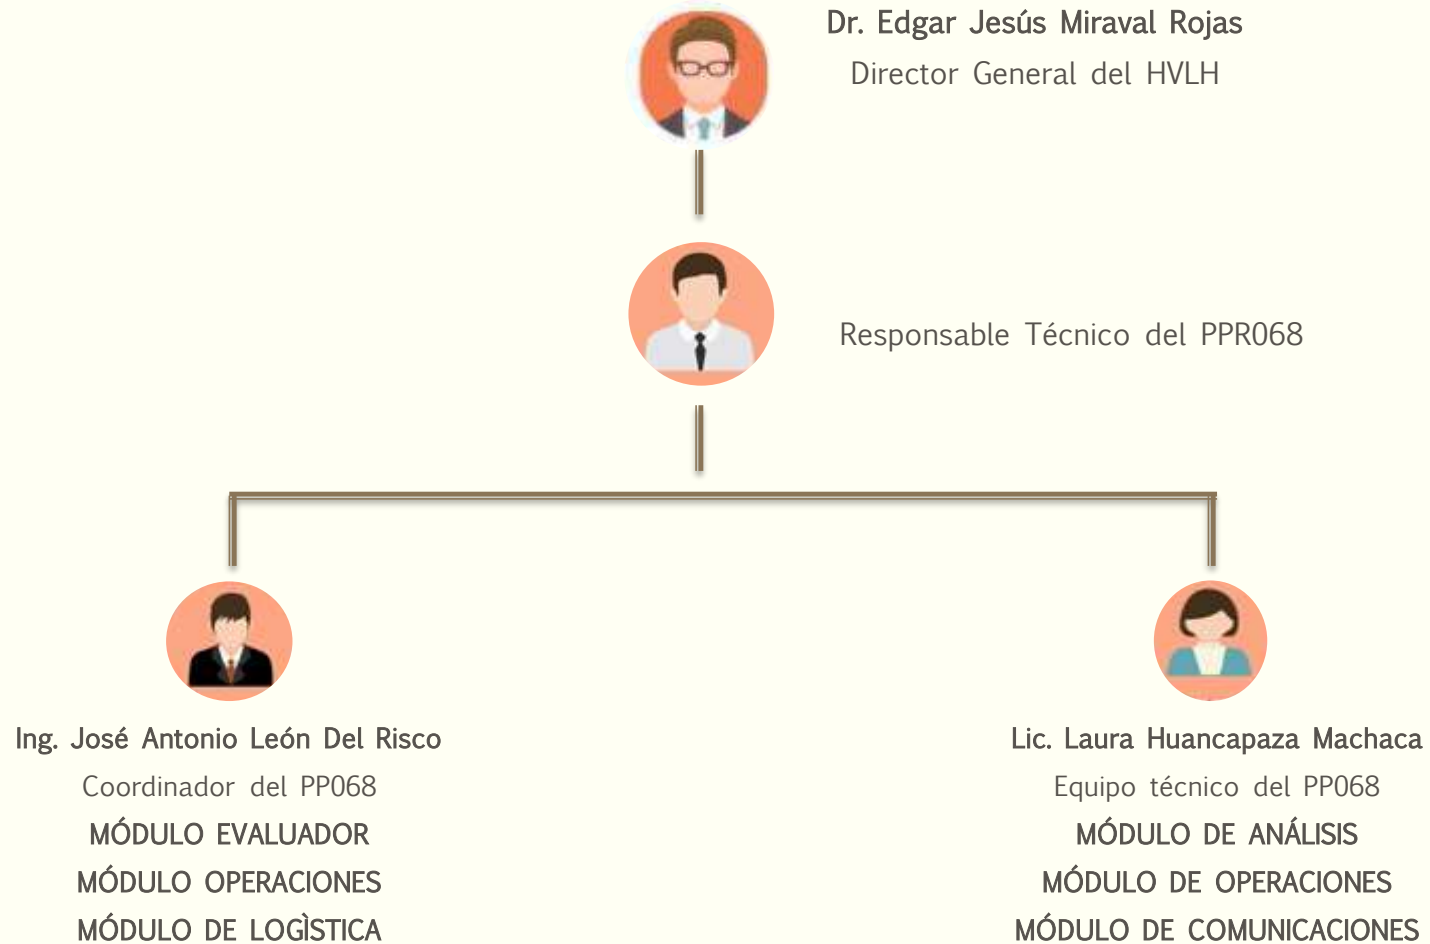 Dr. Edgar Jesús Miraval Rojas
Director General del HVLH
Responsable Técnico del PPR068
Ing. José Antonio León Del Risco
Coordinador del PP068
MÓDULO EVALUADOR
MÓDULO OPERACIONES
MÓDULO DE LOGÌSTICA
Lic. Laura Huancapaza Machaca
Equipo técnico del PP068
MÓDULO DE ANÁLISIS
MÓDULO DE OPERACIONES
MÓDULO DE COMUNICACIONES